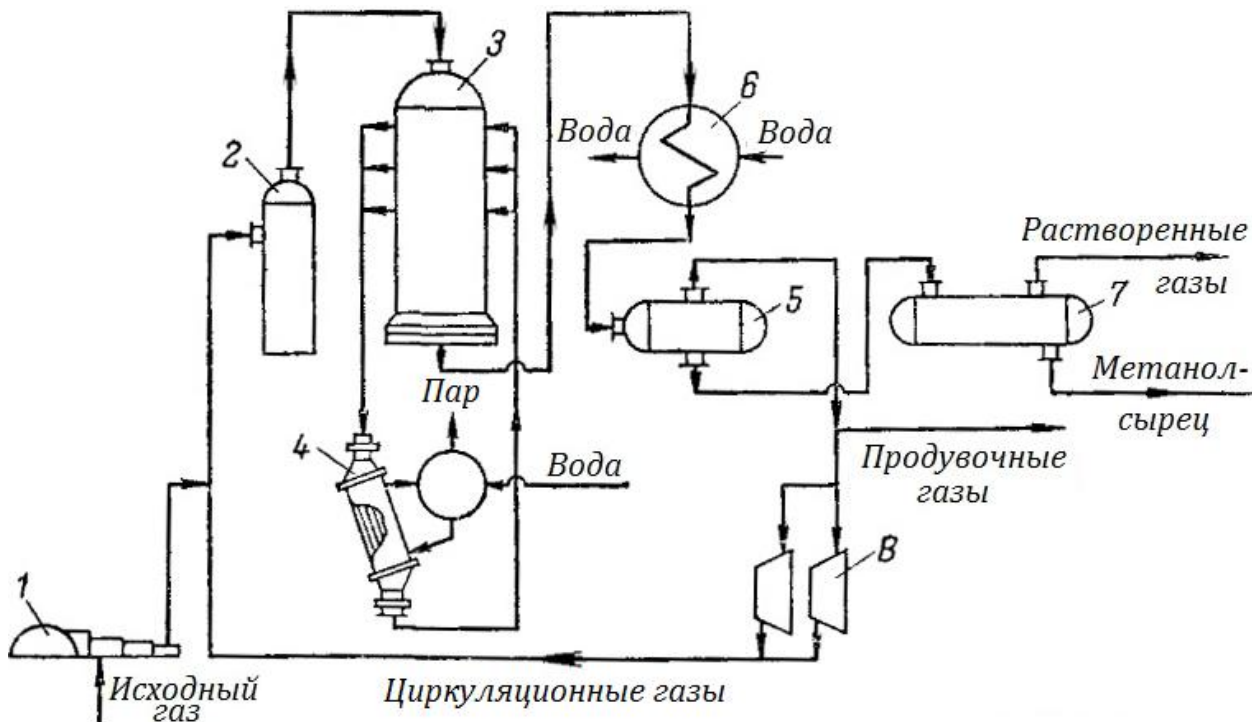 3
6
Вода
Вода
2
Растворенные
газы
5
7
Пар
Метанол-
сырец
4
Вода
Продувочные
газы
8
1
Исходный
газ
Циркуляционные газы